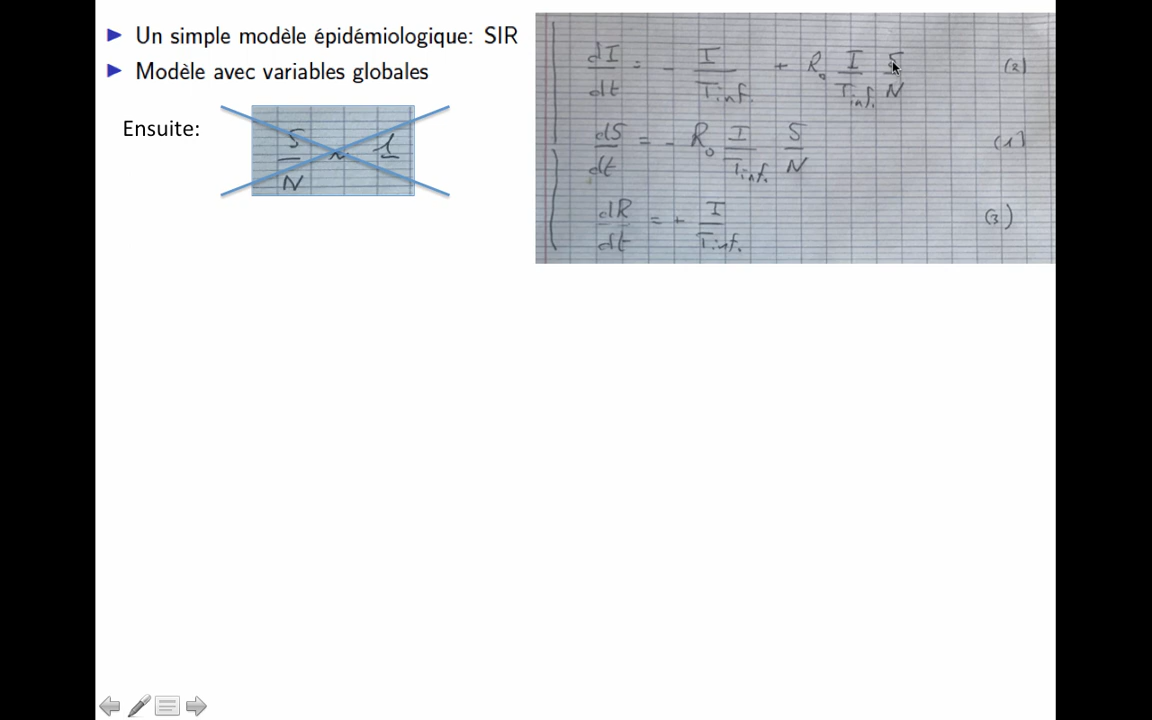 Un simple modèle épidémiologique: SIR
Modèle avec variables globales
Ensuite:
S/N ~ 1
dI/dt = - I/Tinf. + R₀ I/Tinf. S/N (2)
dS/dt = - R₀ I/Tinf. S/N (1)
dR/dt = + I/Tinf. (3)